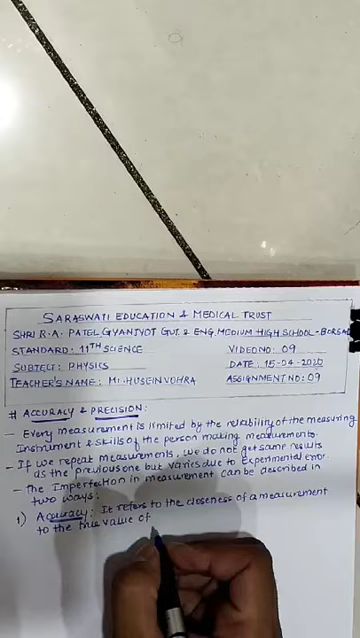 SARASWATI EDUCATION & MEDICAL TRUST
SHRI R.A. PATEL GYANJYOT GUJ. & ENG. MEDIUM HIGH SCHOOL - BORSAD
STANDARD: 11TH SCIENCE VIDEO NO: 09
SUBJECT: PHYSICS DATE: 15-04-2020
TEACHER'S NAME: Mr. HUSEIN VOHRA ASSIGNMENT NO: 09
# ACCURACY & PRECISION:
- Every measurement is limited by the reliability of the measuring
Instrument & skills of the person making measurements.
- If we repeat measurements, we do not get same results
as the previous one but varies due to Experimental error.
- The Imperfection in measurement can be described in
two ways:
1) Accuracy: It refers to the closeness of a measurement
to the true value of